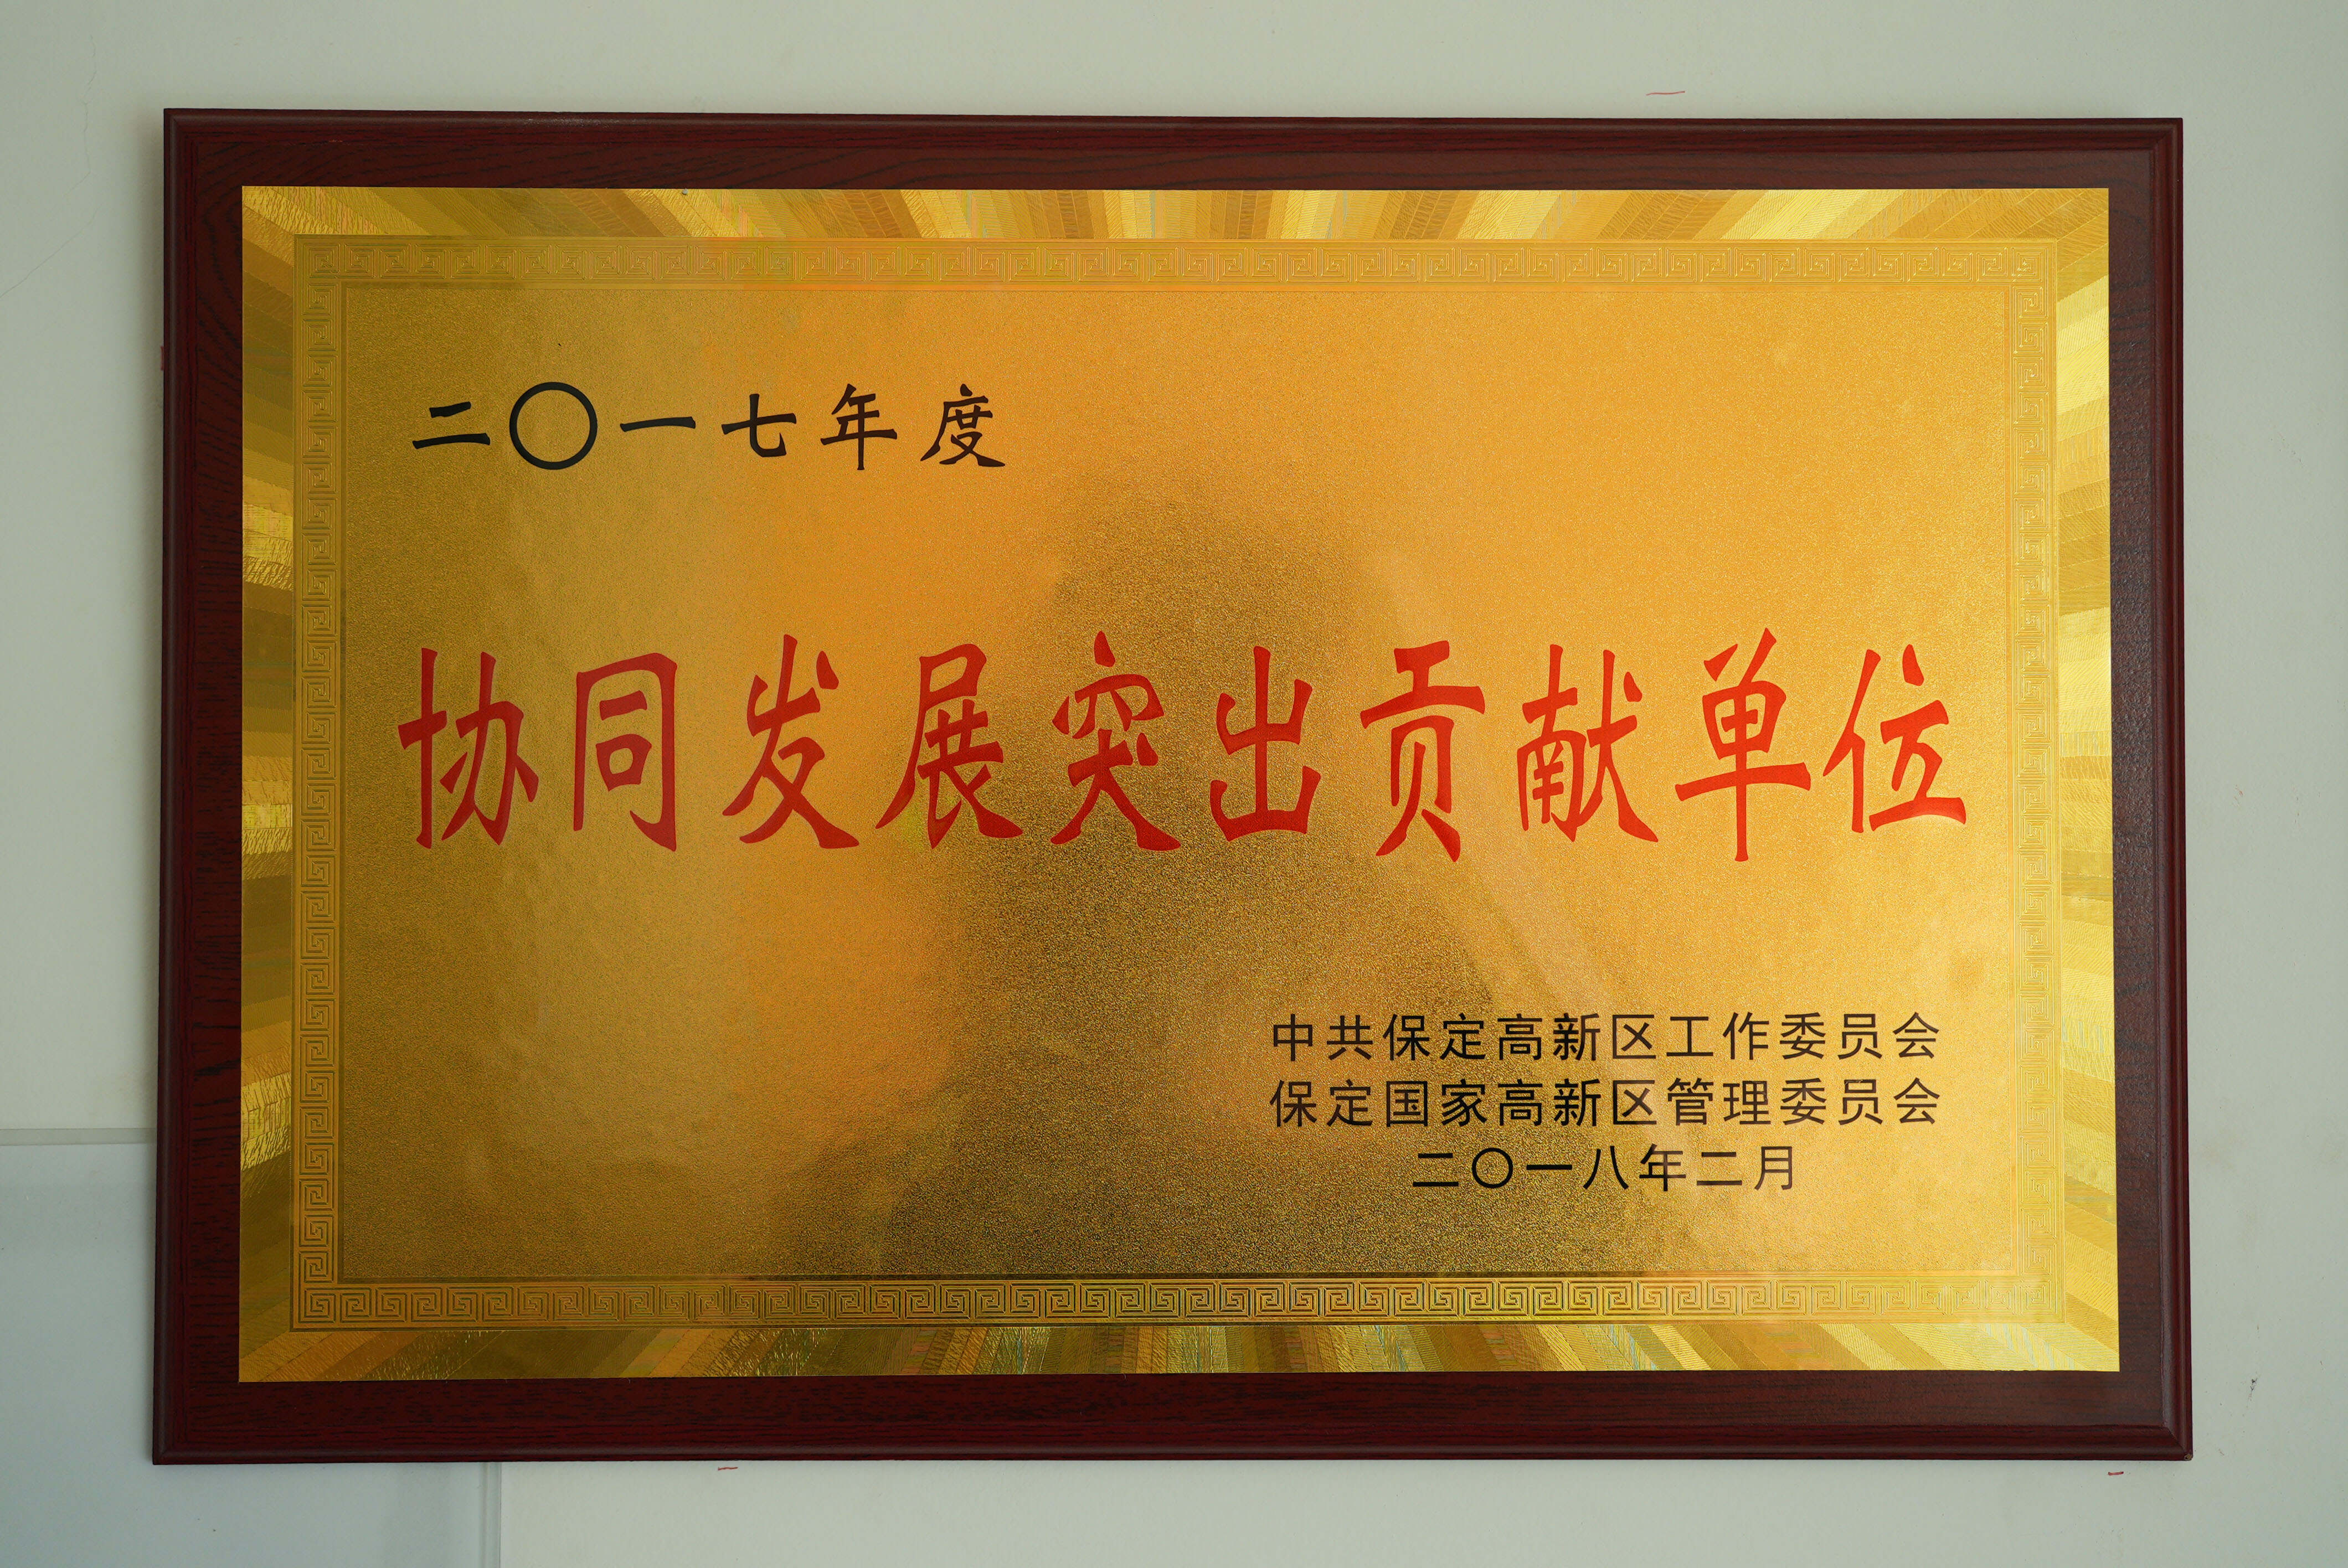 二〇一七年度
协同发展突出贡献单位
中共保定高新区工作委员会
保定国家高新区管理委员会
二〇一八年二月